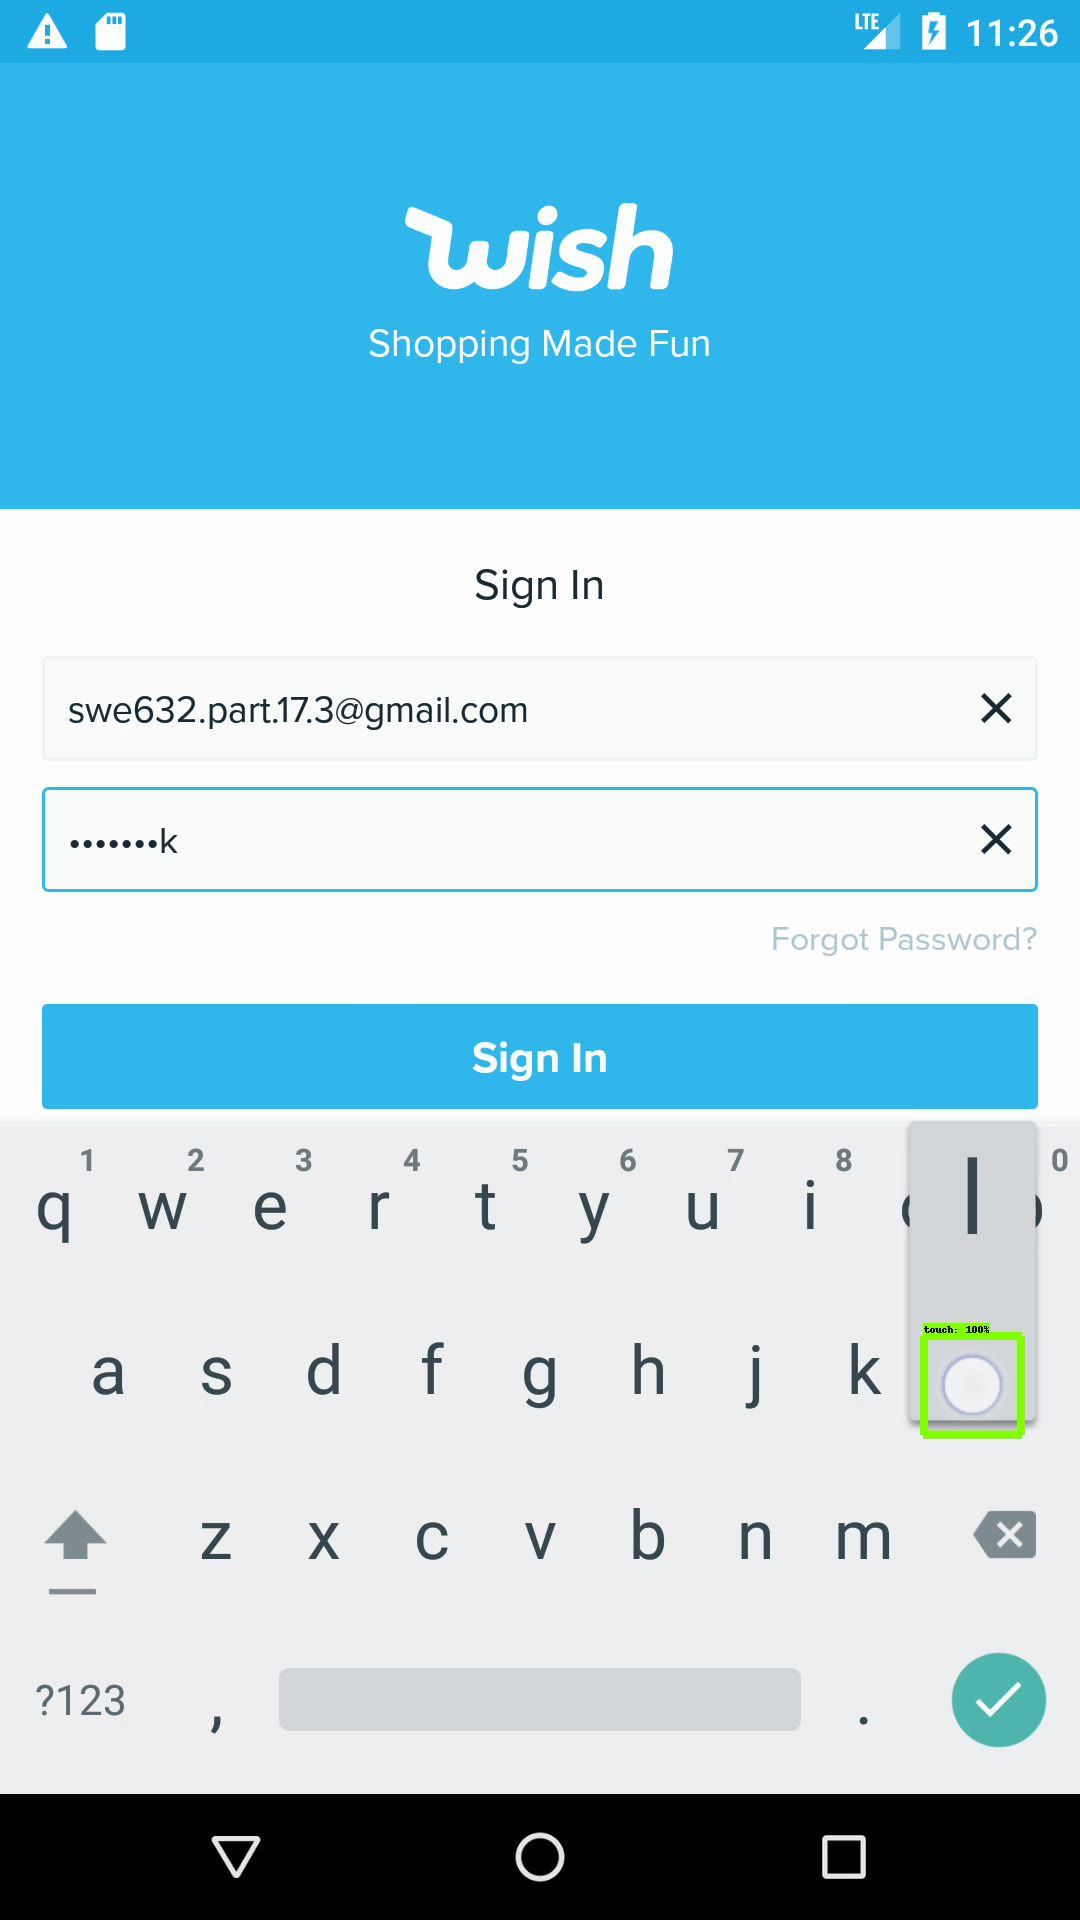 LTE 11:26
wish
Shopping Made Fun
Sign In
swe632.part.17.3@gmail.com
•••••••k
Forgot Password?
Sign In
1 2 3 4 5 6 7 8 0
q w e r t y u i l
touch: 100%
a s d f g h j k
z x c v b n m
?123 , .